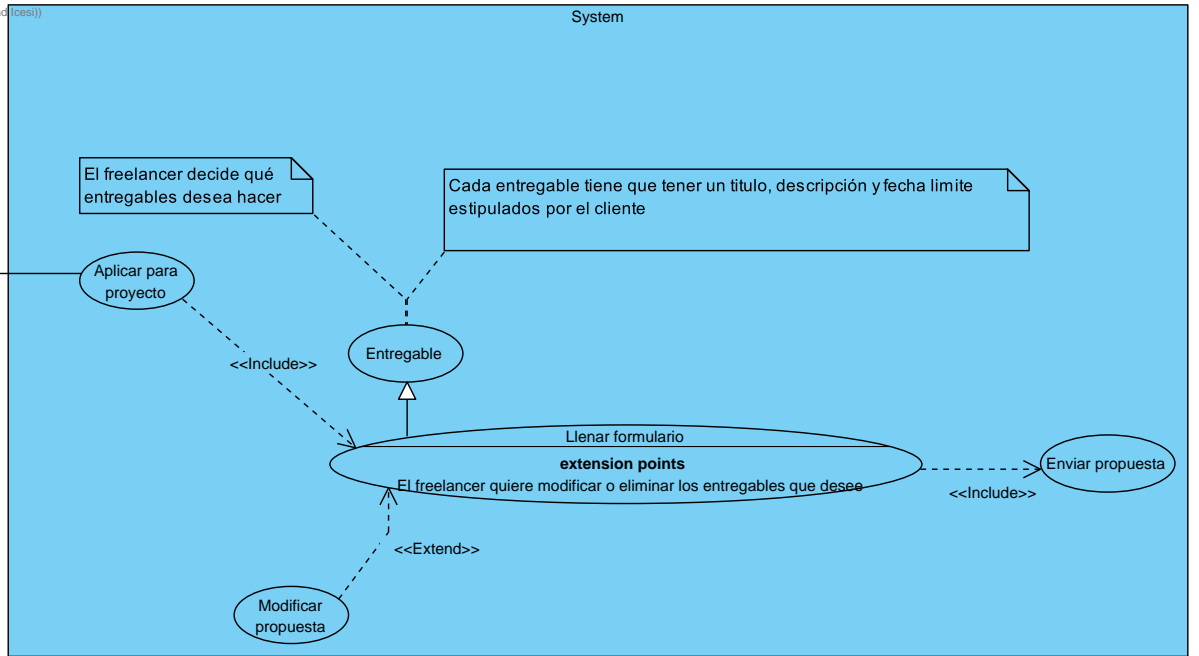 System
El freelancer decide qué
entregables desea hacer
Cada entregable tiene que tener un titulo, descripción y fecha limite
estipulados por el cliente
Aplicar para
proyecto
Entregable
<<Include>>
Llenar formulario
extension points
El freelancer quiere modificar o eliminar los entregables que desee
Enviar propuesta
<<Include>>
<<Extend>>
Modificar
propuesta